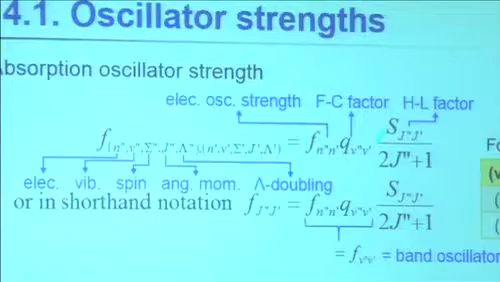 4.1. Oscillator strengths
Absorption oscillator strength
elec. osc. strength F-C factor H-L factor
f(n",v",Σ",J",Λ"),(n',v',Σ',J',Λ') = fn"n' qv"v' SJ"J' / 2J"+1
elec. vib. spin ang. mom. Λ-doubling
or in shorthand notation fJ"J' = fn"n' qv"v' SJ"J' / 2J"+1
= fv"v' = band oscillator